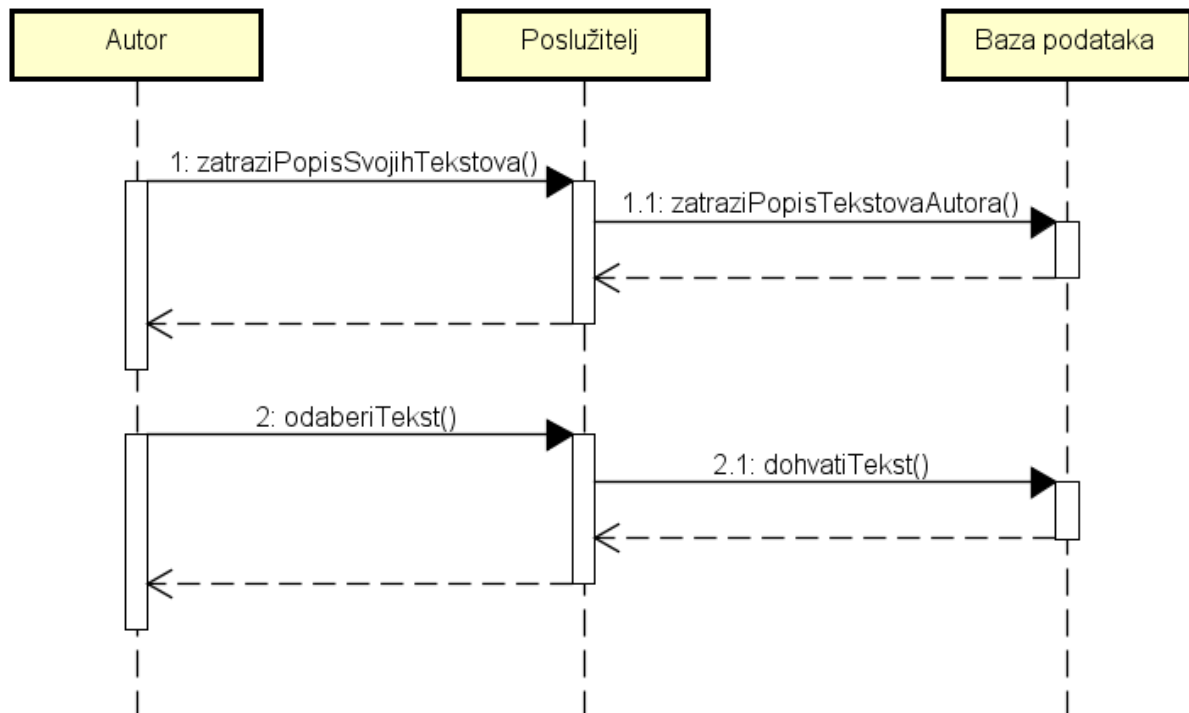 Autor
Poslužitelj
Baza podataka
1: zatraziPopisSvojihTekstova()
1.1: zatraziPopisTekstovaAutora()
2: odaberiTekst()
2.1: dohvatiTekst()